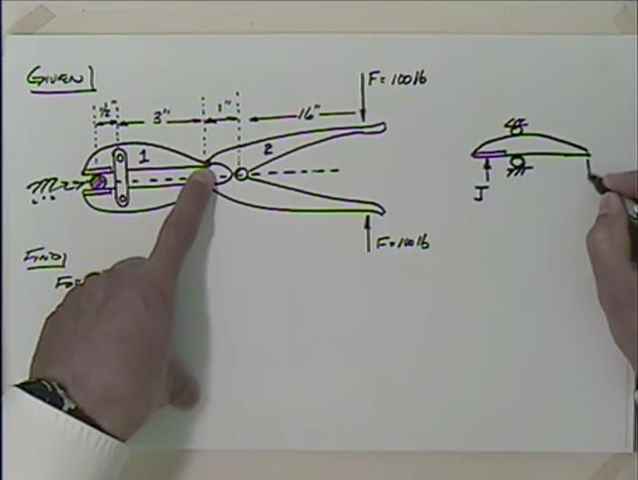 GIVEN
F=100lb
½" 3" 1" 16"
1 2
F=100lb
J
FIND